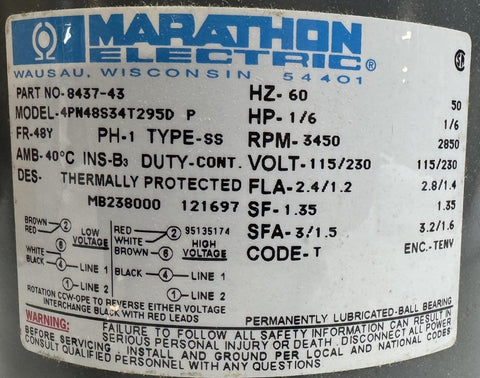 MARATHON
ELECTRIC®
WAUSAU, WISCONSIN 54401
PART NO-8437-43
MODEL-4PN48S34T295D P
FR-48Y PH-1 TYPE-SS
AMB-40°C INS-B3 DUTY-CONT.
DES- THERMALLY PROTECTED
MB238000 121697
HZ-60 50
HP-1/6 1/6
RPM-3450 2850
VOLT-115/230 115/230
FLA-2.4/1.2 2.8/1.4
SF-1.35 1.35
SFA-3/1.5 3.2/1.6
CODE-T ENC.-TENV
BROWN 2 RED 2 95135174
RED LOW WHITE HIGH
6 VOLTAGE BROWN 6 VOLTAGE
WHITE
BLACK 4 LINE 1 BLACK 4 LINE 1
1 LINE 2 1 LINE 2
ROTATION CCW-OPE TO REVERSE EITHER VOLTAGE
INTERCHANGE BLACK WITH RED LEADS
PERMANENTLY LUBRICATED-BALL BEARING
WARNING: FAILURE TO FOLLOW ALL SAFETY INFORMATION CAN RESULT IN
SERIOUS PERSONAL INJURY OR DEATH. DISCONNECT ALL POWER
BEFORE SERVICING. INSTALL AND GROUND PER LOCAL AND NATIONAL CODES.
CONSULT QUALIFIED PERSONNEL WITH ANY QUESTIONS.